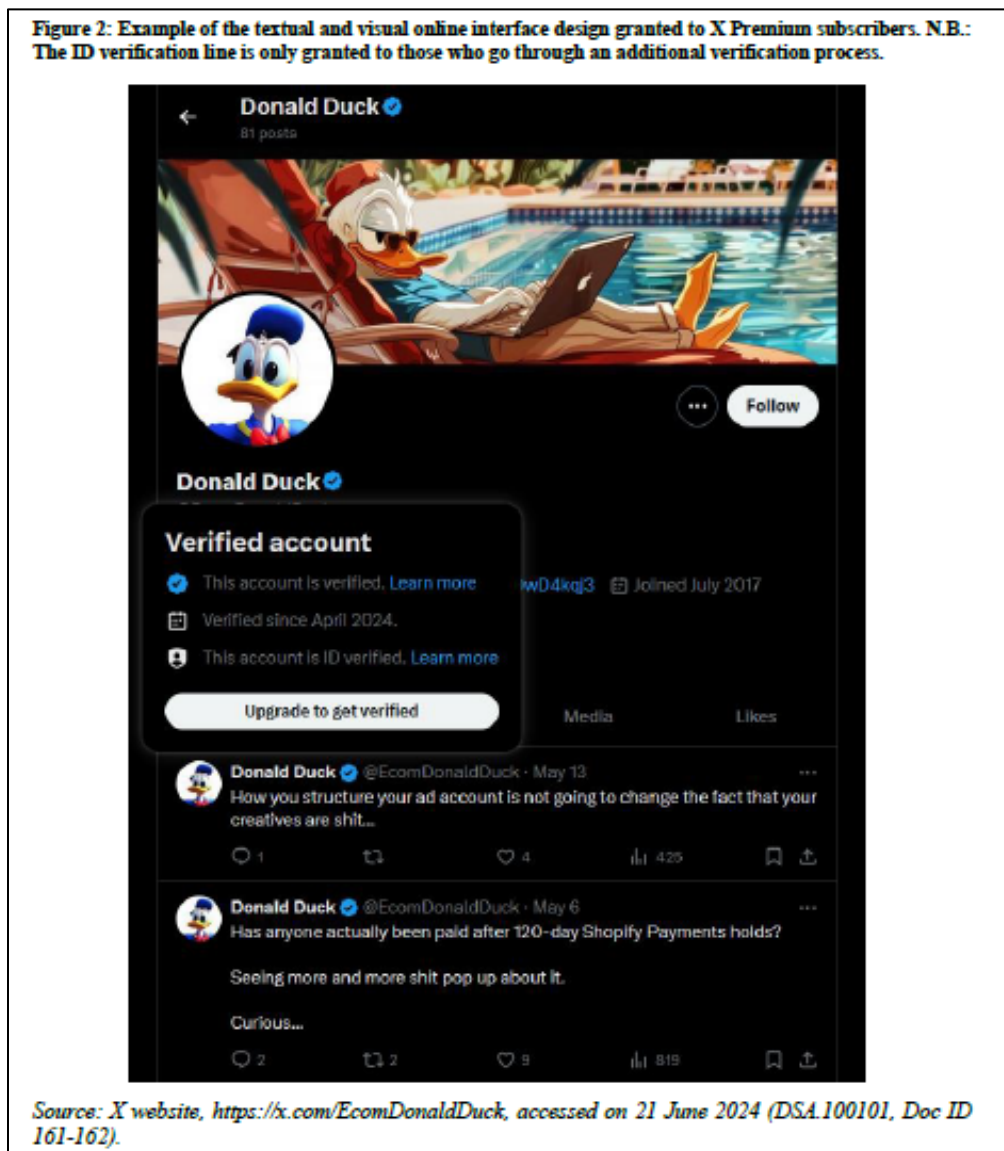 Figure 2: Example of the textual and visual online interface design granted to X Premium subscribers. N.B.:
The ID verification line is only granted to those who go through an additional verification process.
Donald Duck
81 posts
Follow
Donald Duck
Verified account
This account is verified. Learn more
wD4kqj3 Joined July 2017
Verified since April 2024.
This account is ID verified. Learn more
Upgrade to get verified
Media Likes
Donald Duck @EcomDonaldDuck · May 13
How you structure your ad account is not going to change the fact that your
creatives are shit...
1 4 425
Donald Duck @EcomDonaldDuck · May 6
Has anyone actually been paid after 120-day Shopify Payments holds?
Seeing more and more shit pop up about it.
Curious...
2 2 9 819
Source: X website, https://x.com/EcomDonaldDuck, accessed on 21 June 2024 (DSA.100101, Doc ID
161-162).